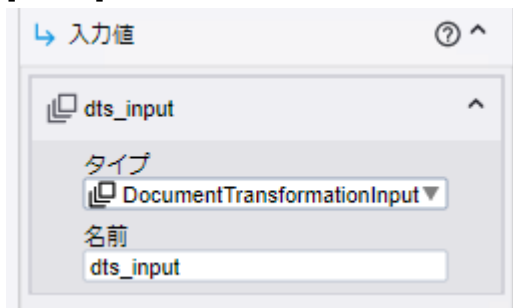 入力値
dts_input
タイプ
DocumentTransformationInput
名前
dts_input